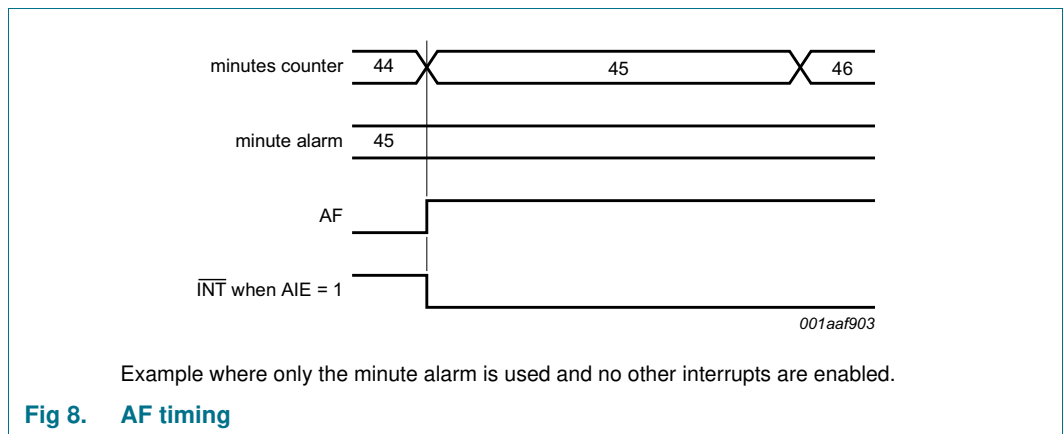 minutes counter 44 45 46
minute alarm 45
AF
I̅N̅T̅ when AIE = 1
001aaf903
Example where only the minute alarm is used and no other interrupts are enabled.
Fig 8. AF timing